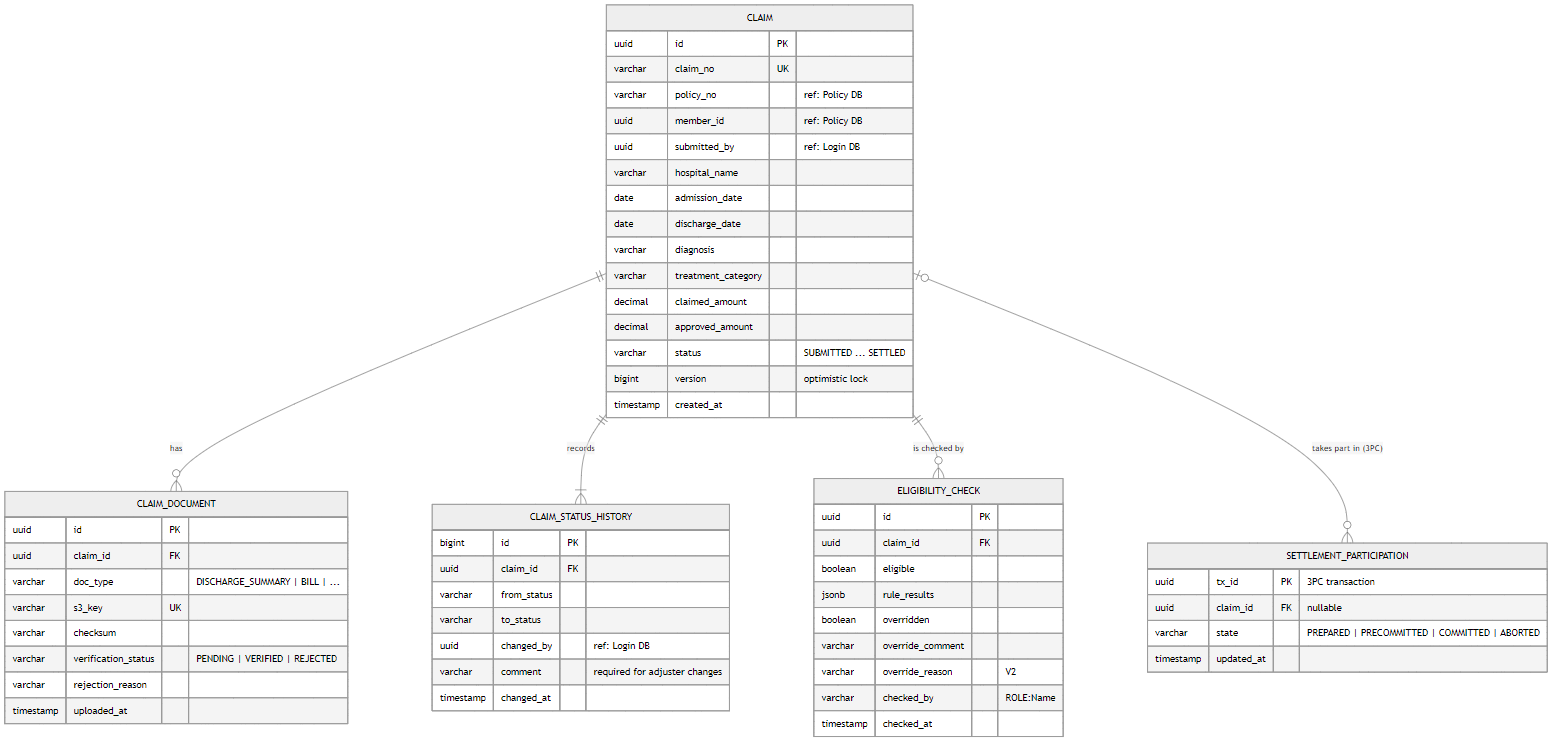 CLAIM
uuid id PK
varchar claim_no UK
varchar policy_no ref: Policy DB
uuid member_id ref: Policy DB
uuid submitted_by ref: Login DB
varchar hospital_name
date admission_date
date discharge_date
varchar diagnosis
varchar treatment_category
decimal claimed_amount
decimal approved_amount
varchar status SUBMITTED ... SETTLED
bigint version optimistic lock
timestamp created_at
has
records
is checked by
takes part in (3PC)
CLAIM_DOCUMENT
uuid id PK
uuid claim_id FK
varchar doc_type DISCHARGE_SUMMARY | BILL | ...
varchar s3_key UK
varchar checksum
varchar verification_status PENDING | VERIFIED | REJECTED
varchar rejection_reason
timestamp uploaded_at
CLAIM_STATUS_HISTORY
bigint id PK
uuid claim_id FK
varchar from_status
varchar to_status
uuid changed_by ref: Login DB
varchar comment required for adjuster changes
timestamp changed_at
ELIGIBILITY_CHECK
uuid id PK
uuid claim_id FK
boolean eligible
jsonb rule_results
boolean overridden
varchar override_comment
varchar override_reason V2
varchar checked_by ROLE:Name
timestamp checked_at
SETTLEMENT_PARTICIPATION
uuid tx_id PK 3PC transaction
uuid claim_id FK nullable
varchar state PREPARED | PRECOMMITTED | COMMITTED | ABORTED
timestamp updated_at